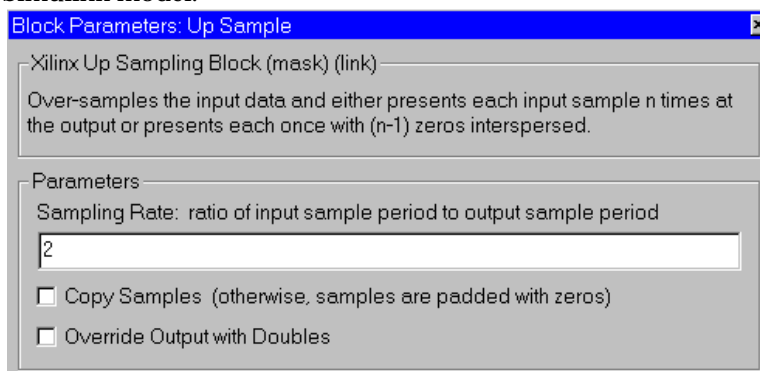 Simulink model.
Block Parameters: Up Sample
Xilinx Up Sampling Block (mask) (link)
Over-samples the input data and either presents each input sample n times at
the output or presents each once with (n-1) zeros interspersed.
Parameters
Sampling Rate: ratio of input sample period to output sample period
2
Copy Samples (otherwise, samples are padded with zeros)
Override Output with Doubles